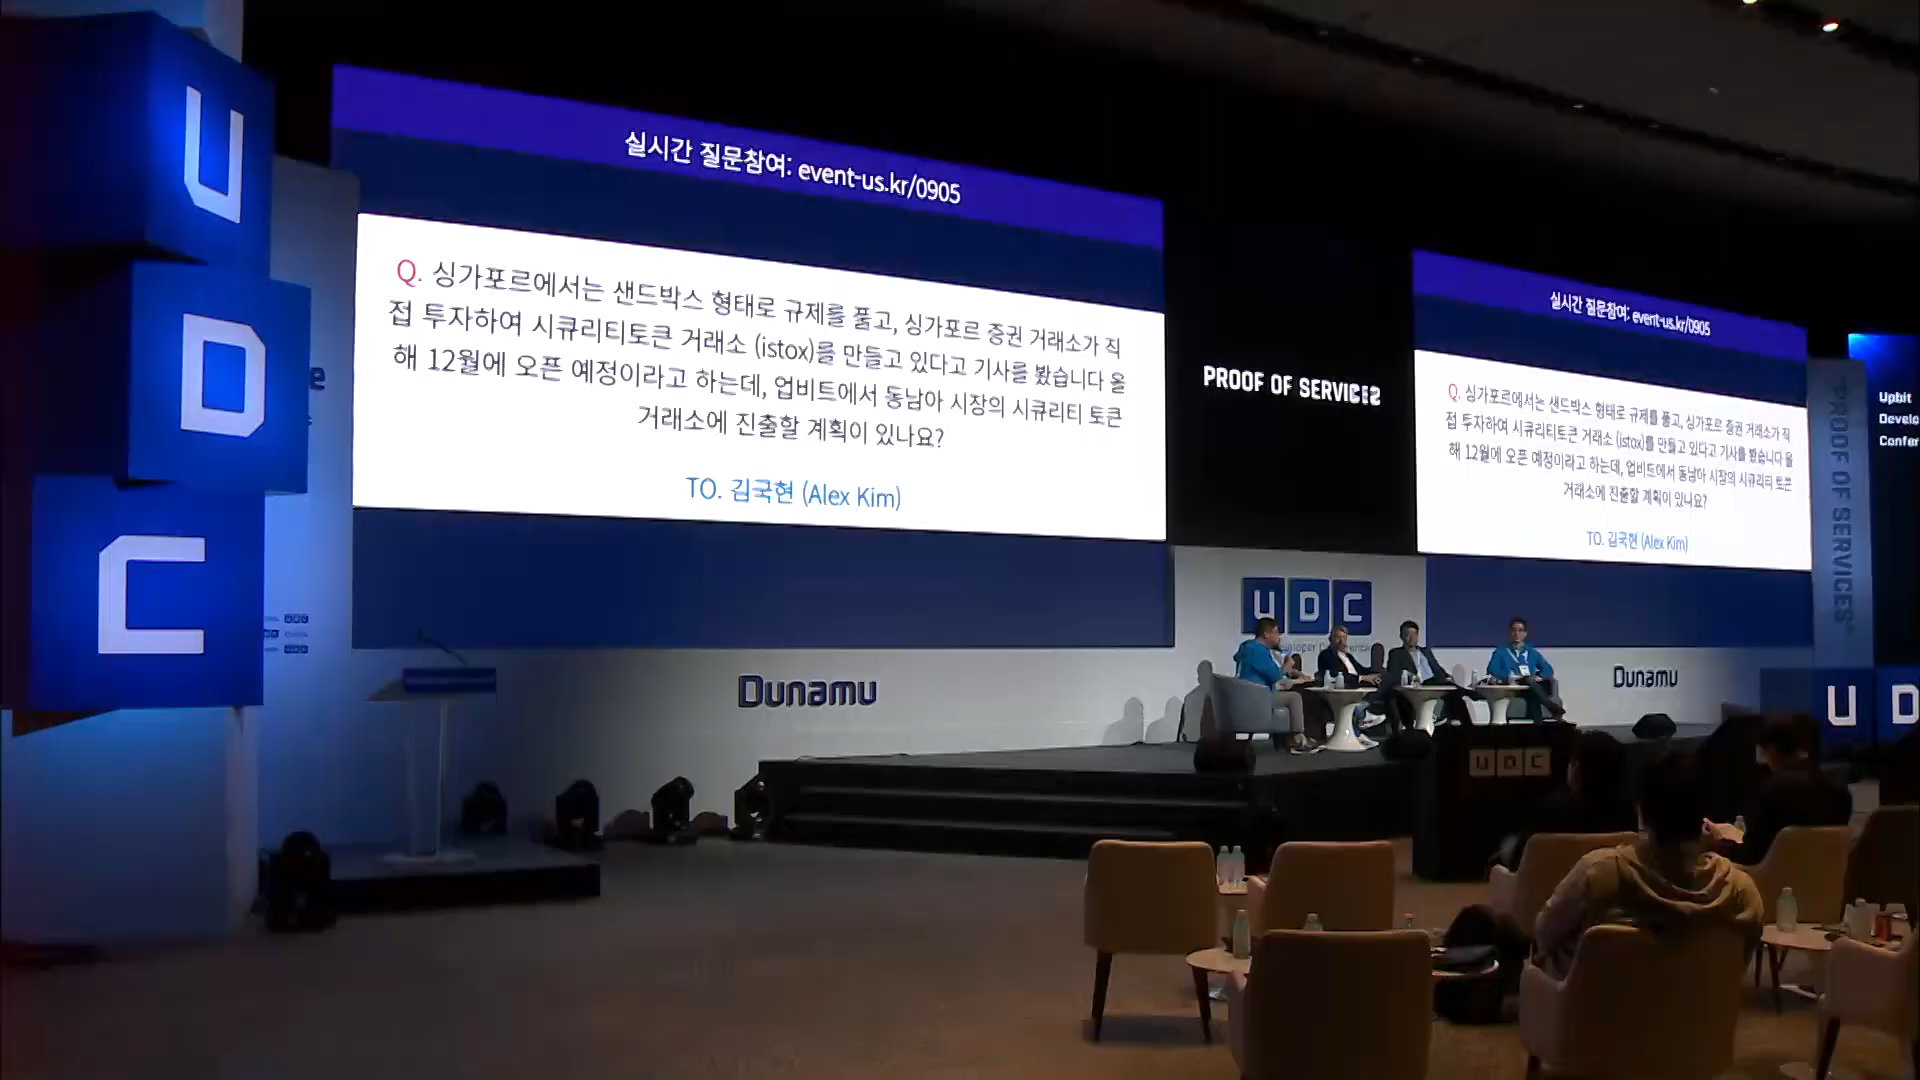 U
D
C
실시간 질문참여: event-us.kr/0905
Q. 싱가포르에서는 샌드박스 형태로 규제를 풀고, 싱가포르 증권 거래소가 직
접 투자하여 시큐리티토큰 거래소 (istox)를 만들고 있다고 기사를 봤습니다 올
해 12월에 오픈 예정이라고 하는데, 업비트에서 동남아 시장의 시큐리티 토큰
거래소에 진출할 계획이 있나요?
TO. 김국현 (Alex Kim)
PROOF OF SERVICE
실시간 질문참여: event-us.kr/0905
Q. 싱가포르에서는 샌드박스 형태로 규제를 풀고, 싱가포르 증권 거래소가 직
접 투자하여 시큐리티토큰 거래소 (istox)를 만들고 있다고 기사를 봤습니다 올
해 12월에 오픈 예정이라고 하는데, 업비트에서 동남아 시장의 시큐리티 토큰
거래소에 진출할 계획이 있나요?
TO. 김국현 (Alex Kim)
PROOF OF SERVICES
Upbit
Develo
Confer
UDC
Dunamu
Dunamu
U D
UDC